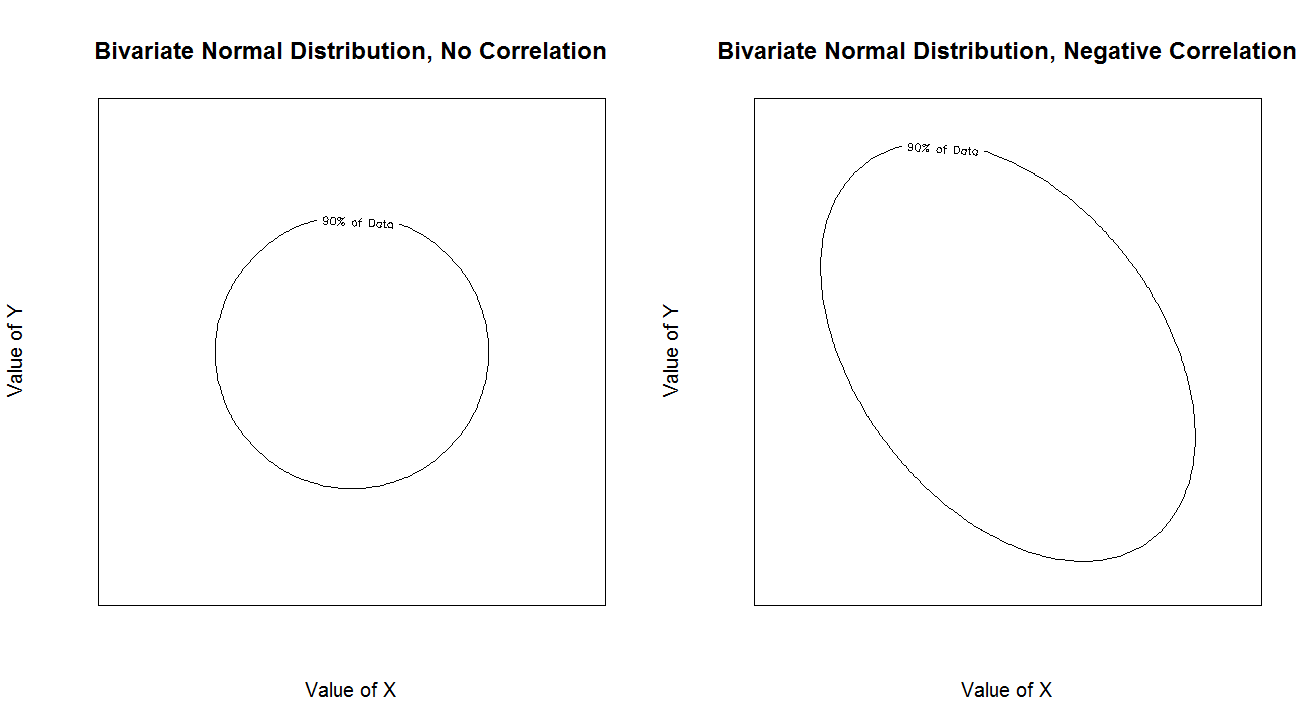 Bivariate Normal Distribution, No Correlation
90% of Data
Value of Y
Value of X
Bivariate Normal Distribution, Negative Correlation
90% of Data
Value of Y
Value of X